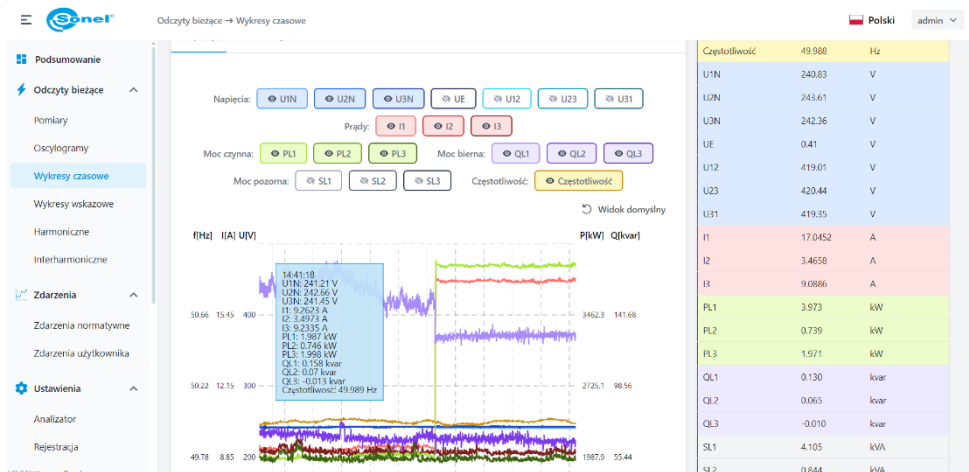 Sonel®
Odczyty bieżące → Wykresy czasowe
Polski
admin
Podsumowanie
Odczyty bieżące
Pomiary
Oscylogramy
Wykresy czasowe
Wykresy wskazowe
Harmoniczne
Interharmoniczne
Zdarzenia
Zdarzenia normatywne
Zdarzenia użytkownika
Ustawienia
Analizator
Rejestracja
Napięcia: U1N U2N U3N UE U12 U23 U31
Prądy: I1 I2 I3
Moc czynna: PL1 PL2 PL3 Moc bierna: QL1 QL2 QL3
Moc pozorna: SL1 SL2 SL3 Częstotliwość: Częstotliwość
Widok domyślny
f[Hz] I[A] U[V] P[kW] Q[kvar]
14:41:18
U1N: 241.21 V
U2N: 242.66 V
U3N: 241.45 V
I1: 9.2623 A
I2: 3.4973 A
I3: 9.2335 A
PL1: 1.987 kW
PL2: 0.746 kW
PL3: 1.998 kW
QL1: 0.158 kvar
QL2: 0.07 kvar
QL3: -0.013 kvar
Częstotliwość: 49.989 Hz
50.66 15.45 400 3462.3 141.68
50.22 12.15 300 2725.1 98.56
49.78 8.85 200 1987.9 55.44
Częstotliwość 49.988 Hz
U1N 240.83 V
U2N 243.61 V
U3N 242.36 V
UE 0.41 V
U12 419.01 V
U23 420.44 V
U31 419.35 V
I1 17.0452 A
I2 3.4658 A
I3 9.0886 A
PL1 3.973 kW
PL2 0.739 kW
PL3 1.971 kW
QL1 0.130 kvar
QL2 0.065 kvar
QL3 -0.010 kvar
SL1 4.105 kVA
SL2 0.844 kVA